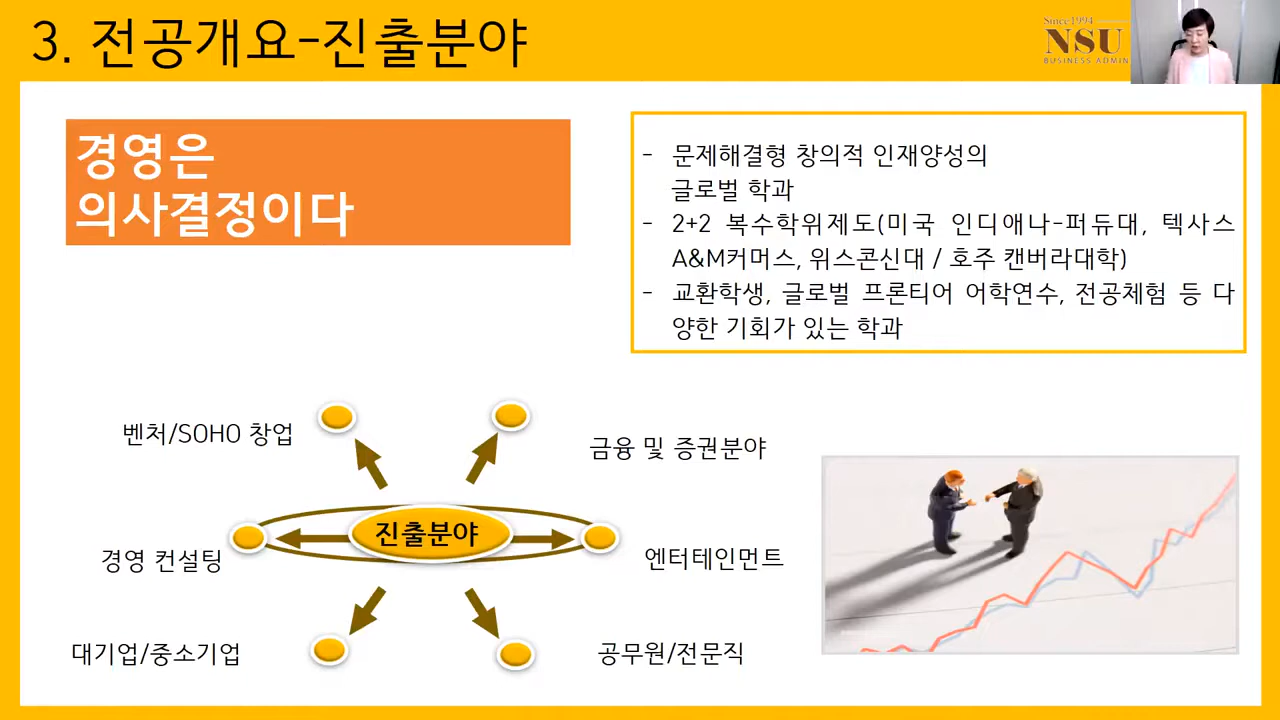 3. 전공개요-진출분야
Since1994
NSU
BUSINESS ADMIN
경영은
의사결정이다
- 문제해결형 창의적 인재양성의
글로벌 학과
- 2+2 복수학위제도(미국 인디애나-퍼듀대, 텍사스
A&M커머스, 위스콘신대 / 호주 캔버라대학)
- 교환학생, 글로벌 프론티어 어학연수, 전공체험 등 다
양한 기회가 있는 학과
벤처/SOHO 창업
금융 및 증권분야
진출분야
경영 컨설팅
엔터테인먼트
대기업/중소기업
공무원/전문직